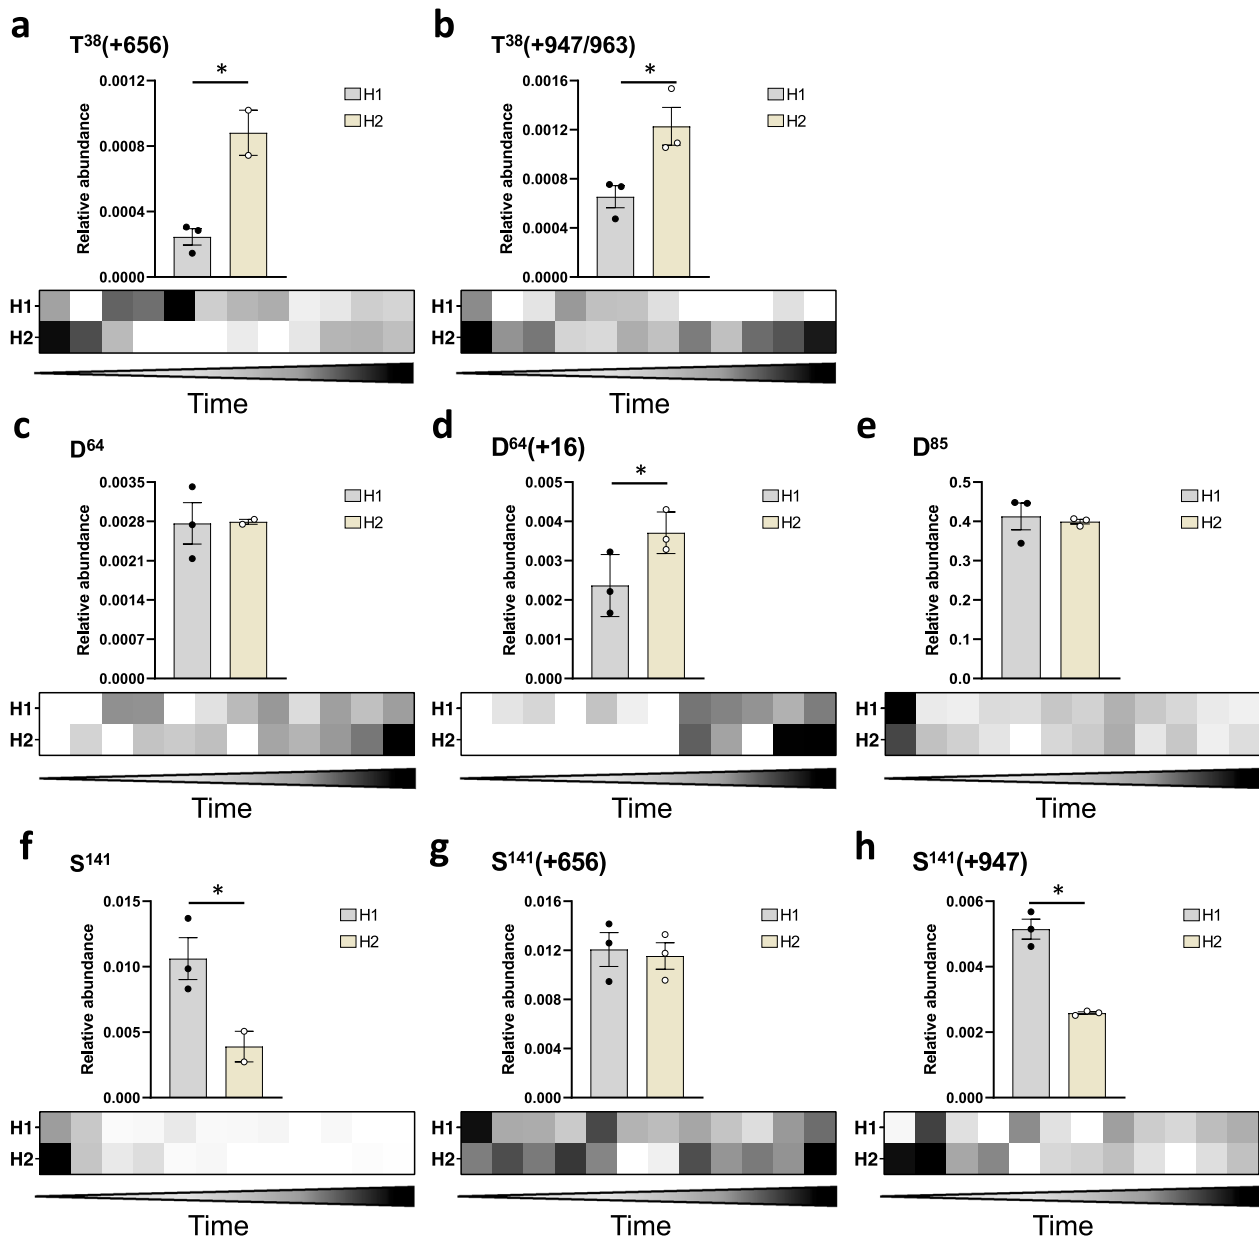 a
T³⁸(+656)
Relative abundance
0.0012
0.0008
0.0004
0.0000
*
H1
H2
H1
H2
Time
b
T³⁸(+947/963)
Relative abundance
0.0016
0.0012
0.0008
0.0004
0.0000
*
H1
H2
H1
H2
Time
c
D⁶⁴
Relative abundance
0.0035
0.0028
0.0021
0.0014
0.0007
0.0000
H1
H2
H1
H2
Time
d
D⁶⁴(+16)
Relative abundance
0.005
0.004
0.003
0.002
0.001
0.000
*
H1
H2
H1
H2
Time
e
D⁸⁵
Relative abundance
0.5
0.4
0.3
0.2
0.1
0.0
H1
H2
H1
H2
Time
f
S¹⁴¹
Relative abundance
0.015
0.010
0.005
0.000
*
H1
H2
H1
H2
Time
g
S¹⁴¹(+656)
Relative abundance
0.016
0.012
0.008
0.004
0.000
H1
H2
H1
H2
Time
h
S¹⁴¹(+947)
Relative abundance
0.006
0.004
0.002
0.000
*
H1
H2
H1
H2
Time